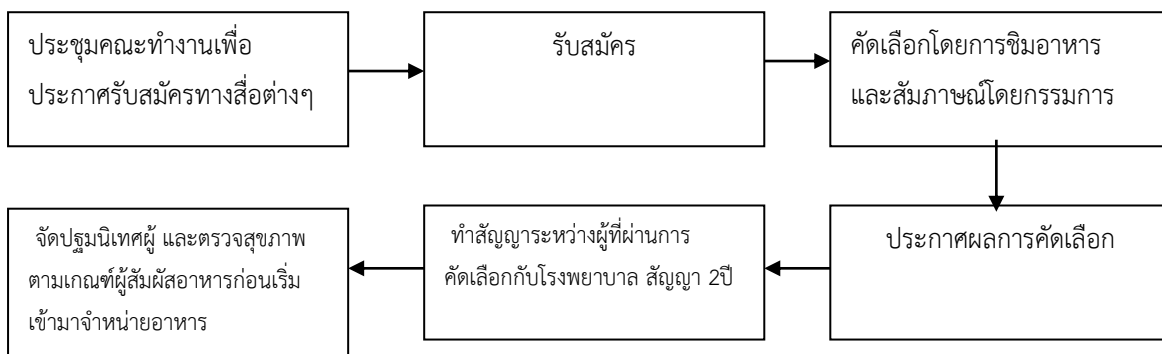 ประชุมคณะทำงานเพื่อ
ประกาศรับสมัครทางสื่อต่างๆ
รับสมัคร
คัดเลือกโดยการชิมอาหาร
และสัมภาษณ์โดยกรรมการ
ประกาศผลการคัดเลือก
ทำสัญญาระหว่างผู้ที่ผ่านการ
คัดเลือกกับโรงพยาบาล สัญญา 2ปี
จัดปฐมนิเทศผู้ และตรวจสุขภาพ
ตามเกณฑ์ผู้สัมผัสอาหารก่อนเริ่ม
เข้ามาจำหน่ายอาหาร